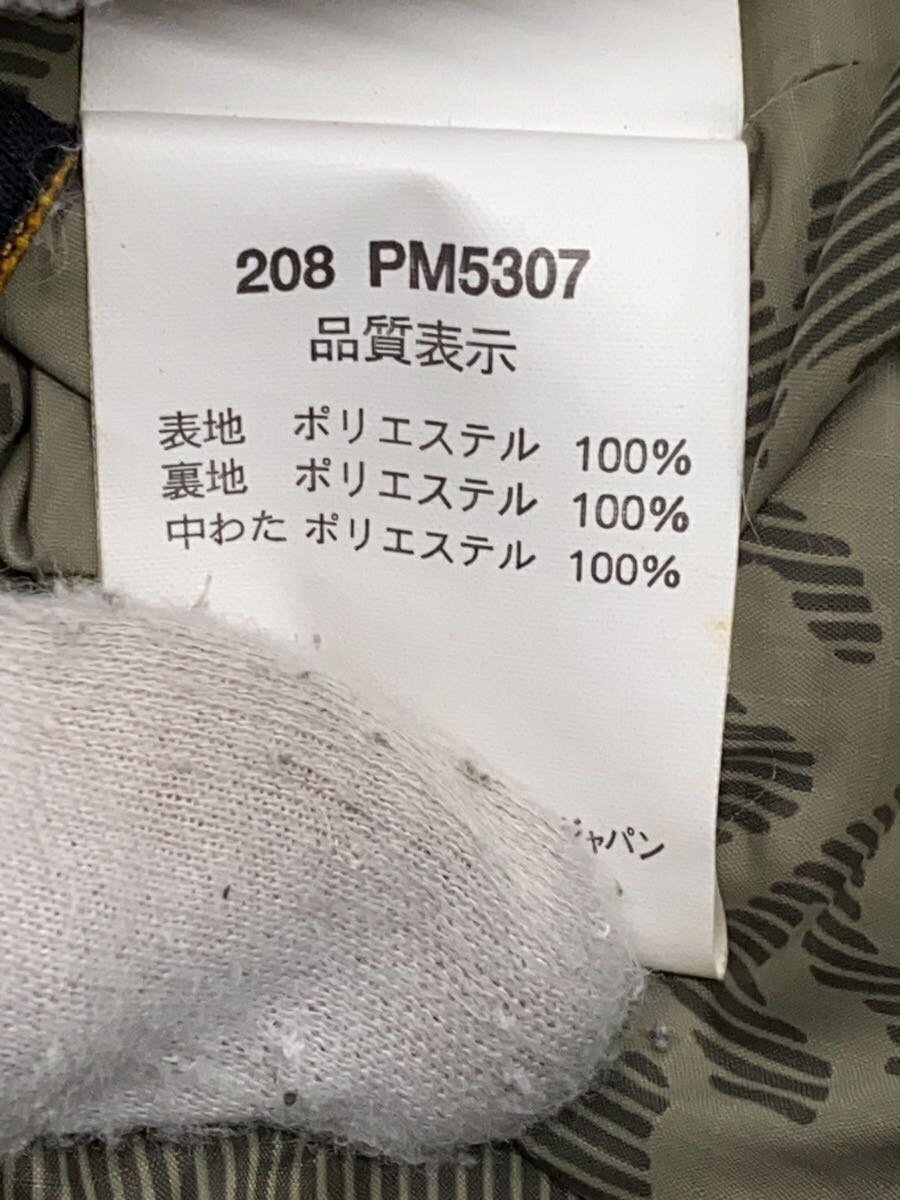 208 PM5307
品質表示
表地 ポリエステル 100%
裏地 ポリエステル 100%
中わた ポリエステル 100%
ジャパン